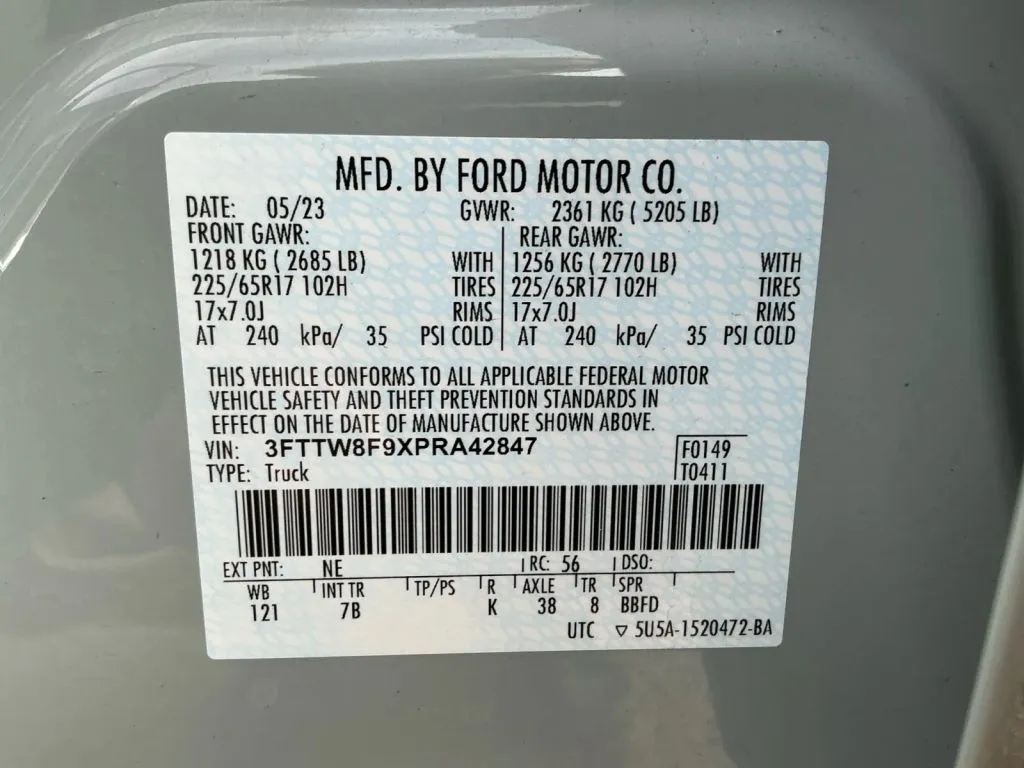 MFD. BY FORD MOTOR CO.
DATE: 05/23 GVWR: 2361 KG ( 5205 LB)
FRONT GAWR: REAR GAWR:
1218 KG ( 2685 LB) WITH 1256 KG ( 2770 LB) WITH
225/65R17 102H TIRES 225/65R17 102H TIRES
17x7.0J RIMS 17x7.0J RIMS
AT 240 kPa/ 35 PSI COLD AT 240 kPa/ 35 PSI COLD
THIS VEHICLE CONFORMS TO ALL APPLICABLE FEDERAL MOTOR
VEHICLE SAFETY AND THEFT PREVENTION STANDARDS IN
EFFECT ON THE DATE OF MANUFACTURE SHOWN ABOVE.
VIN: 3FTTW8F9XPRA42847 F0149
TYPE: Truck T0411
EXT PNT: NE RC: 56 DSO:
WB INT TR TP/PS R AXLE TR SPR
121 7B K 38 8 BBFD
UTC ▽ 5U5A-1520472-BA